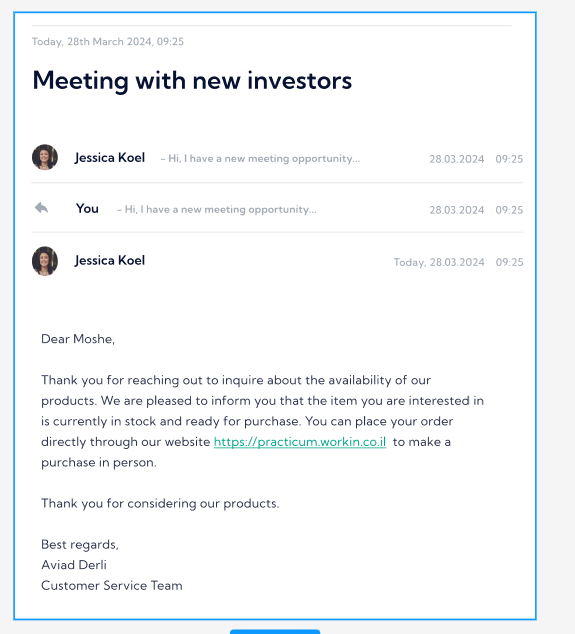 Today, 28th March 2024, 09:25
Meeting with new investors
Jessica Koel - Hi, I have a new meeting opportunity... 28.03.2024 09:25
You - Hi, I have a new meeting opportunity... 28.03.2024 09:25
Jessica Koel Today, 28.03.2024 09:25
Dear Moshe,
Thank you for reaching out to inquire about the availability of our
products. We are pleased to inform you that the item you are interested in
is currently in stock and ready for purchase. You can place your order
directly through our website https://practicum.workin.co.il to make a
purchase in person.
Thank you for considering our products.
Best regards,
Aviad Derli
Customer Service Team